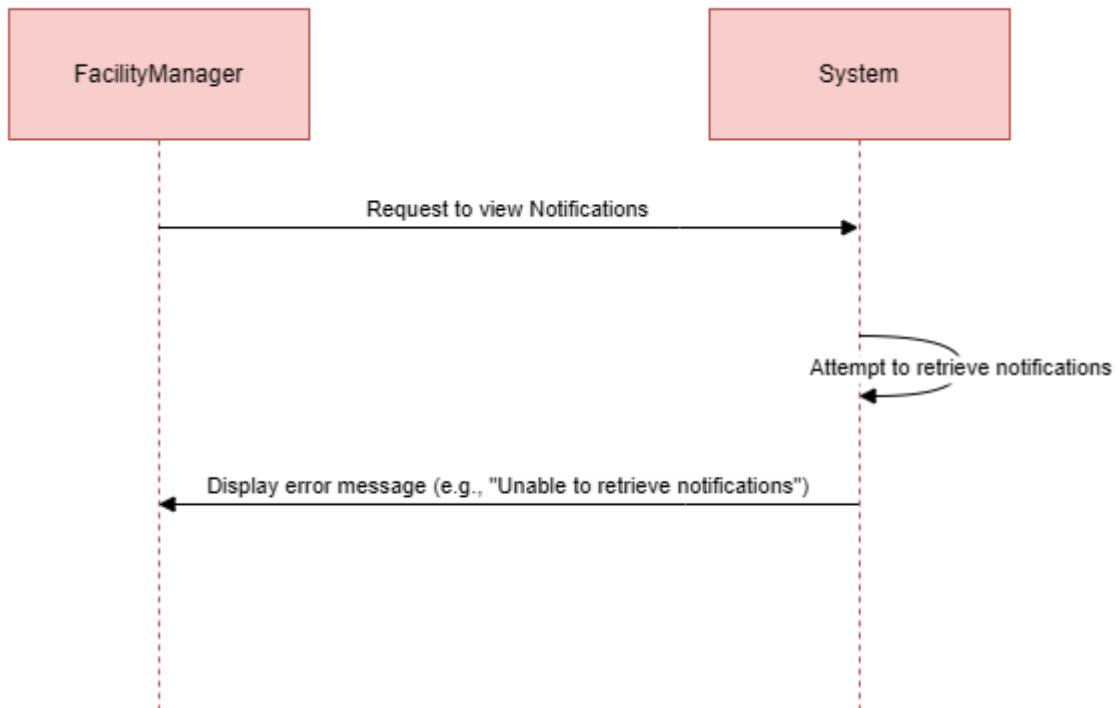 FacilityManager
System
Request to view Notifications
Attempt to retrieve notifications
Display error message (e.g., "Unable to retrieve notifications")